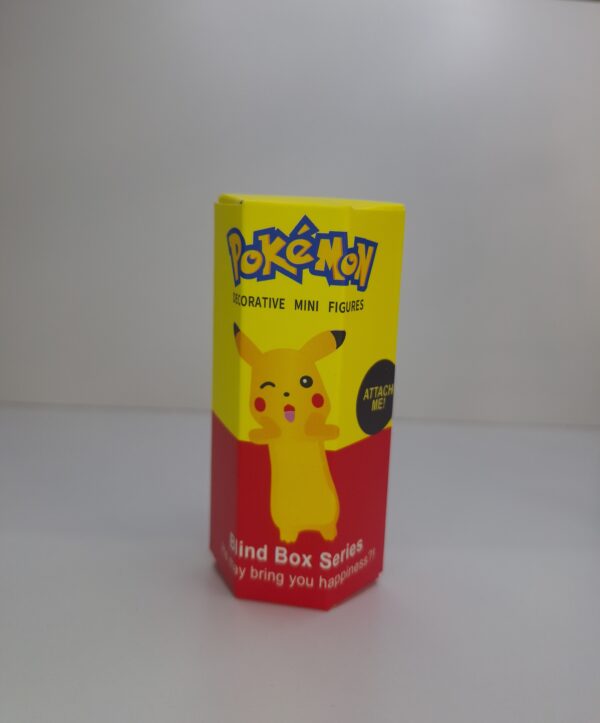 POKéMON
DECORATIVE MINI FIGURES
ATTACH
ME!
Blind Box Series
may bring you happiness?!